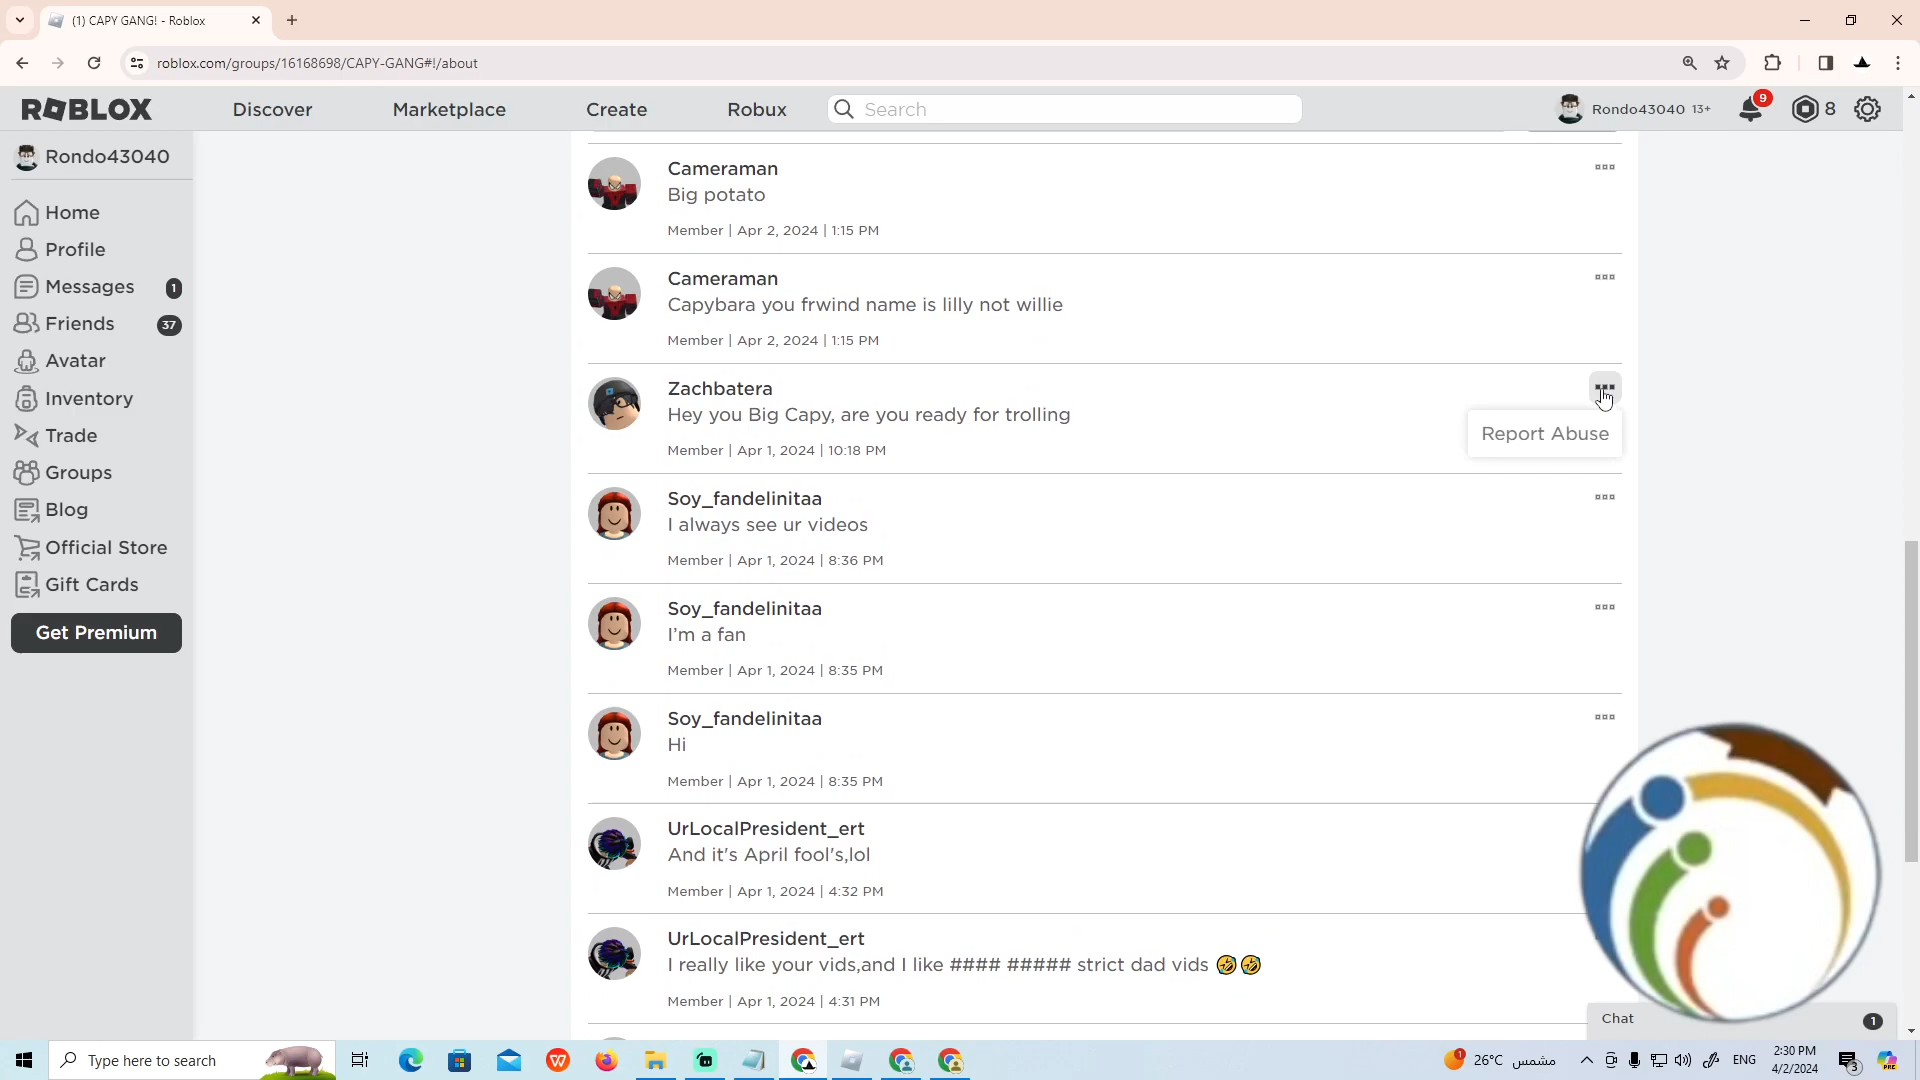 (1) CAPY GANG! - Roblox
roblox.com/groups/16168698/CAPY-GANG#!/about
ROBLOX Discover Marketplace Create Robux Search Rondo43040 13+ 9 8
Rondo43040
Home
Profile
Messages 1
Friends 37
Avatar
Inventory
Trade
Groups
Blog
Official Store
Gift Cards
Get Premium
Cameraman
Big potato
Member | Apr 2, 2024 | 1:15 PM
Cameraman
Capybara you frwind name is lilly not willie
Member | Apr 2, 2024 | 1:15 PM
Zachbatera
Hey you Big Capy, are you ready for trolling
Member | Apr 1, 2024 | 10:18 PM
Report Abuse
Soy_fandelinitaa
I always see ur videos
Member | Apr 1, 2024 | 8:36 PM
Soy_fandelinitaa
I'm a fan
Member | Apr 1, 2024 | 8:35 PM
Soy_fandelinitaa
Hi
Member | Apr 1, 2024 | 8:35 PM
UrLocalPresident_ert
And it's April fool's,lol
Member | Apr 1, 2024 | 4:32 PM
UrLocalPresident_ert
I really like your vids,and I like #### ##### strict dad vids 🤣🤣
Member | Apr 1, 2024 | 4:31 PM
Chat 1
Type here to search
1 26°C مشمس ENG
2:30 PM
4/2/2024
3
PRE